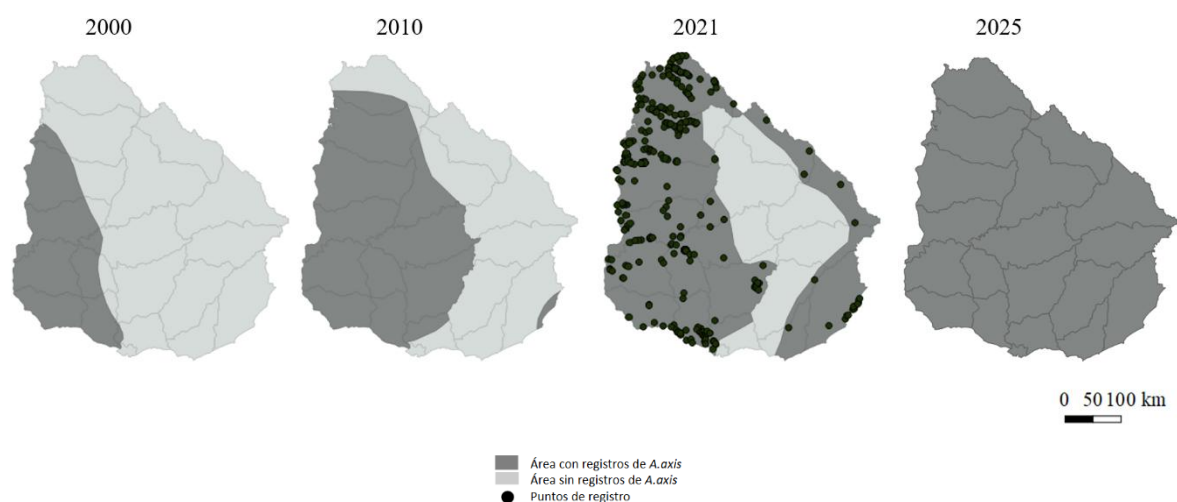 2000
2010
2021
2025
0 50 100 km
Área con registros de A.axis
Área sin registros de A.axis
Puntos de registro